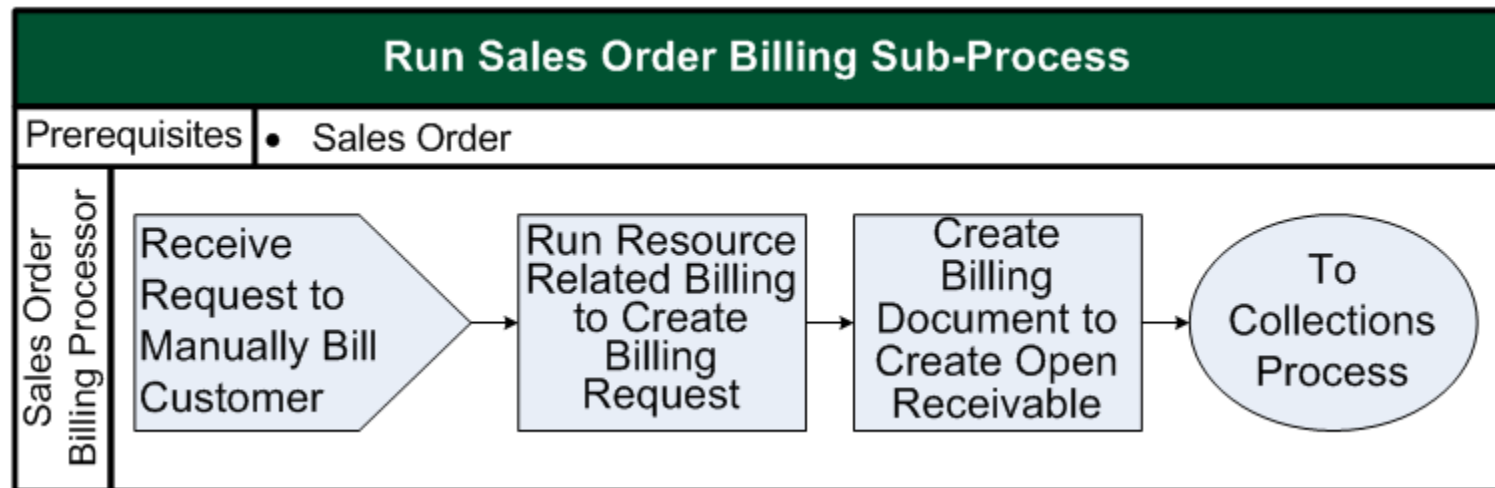 Run Sales Order Billing Sub-Process
Prerequisites
• Sales Order
Sales Order
Billing Processor
Receive
Request to
Manually Bill
Customer
Run Resource
Related Billing
to Create
Billing
Request
Create
Billing
Document to
Create Open
Receivable
To
Collections
Process